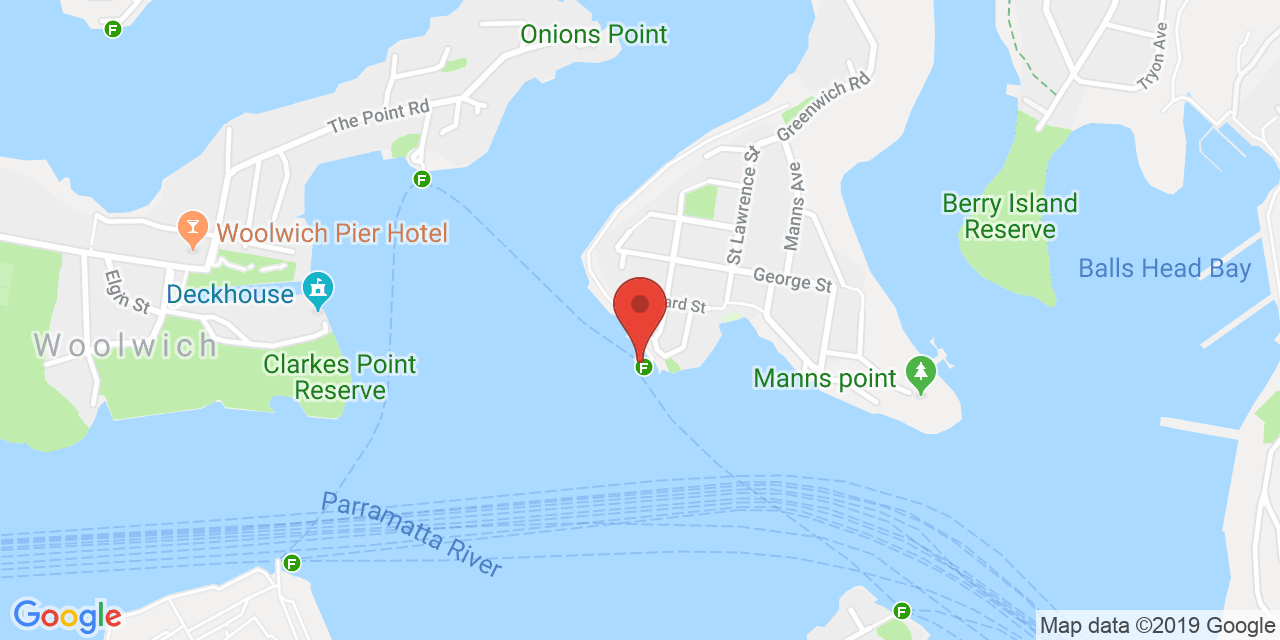 F
Onions Point
Tryon Ave
Greenwich Rd
The Point Rd
F
St Lawrence St
Manns Ave
Berry Island
Reserve
Woolwich Pier Hotel
George St
Balls Head Bay
Elgin St
Deckhouse
ard St
Woolwich
Clarkes Point
Reserve
F
Manns point
Parramatta River
F
F
Google
Map data ©2019 Google